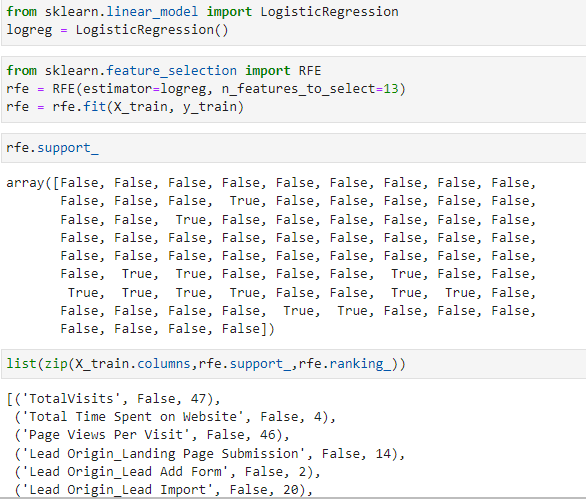 from sklearn.linear_model import LogisticRegression
logreg = LogisticRegression()
from sklearn.feature_selection import RFE
rfe = RFE(estimator=logreg, n_features_to_select=13)
rfe = rfe.fit(X_train, y_train)
rfe.support_
array([False, False, False, False, False, False, False, False, False,
       False, False, False,  True, False, False, False, False, False,
       False, False,  True, False, False, False, False, False, False,
       False, False, False, False, False, False, False, False, False,
       False, False, False, False, False, False, False, False, False,
       False,  True,  True, False, False, False,  True, False, False,
        True,  True,  True,  True, False, False,  True,  True, False,
       False, False, False, False,  True,  True, False, False, False,
       False, False, False, False])
list(zip(X_train.columns,rfe.support_,rfe.ranking_))
[('TotalVisits', False, 47),
 ('Total Time Spent on Website', False, 4),
 ('Page Views Per Visit', False, 46),
 ('Lead Origin_Landing Page Submission', False, 14),
 ('Lead Origin_Lead Add Form', False, 2),
 ('Lead Origin_Lead Import', False, 20),